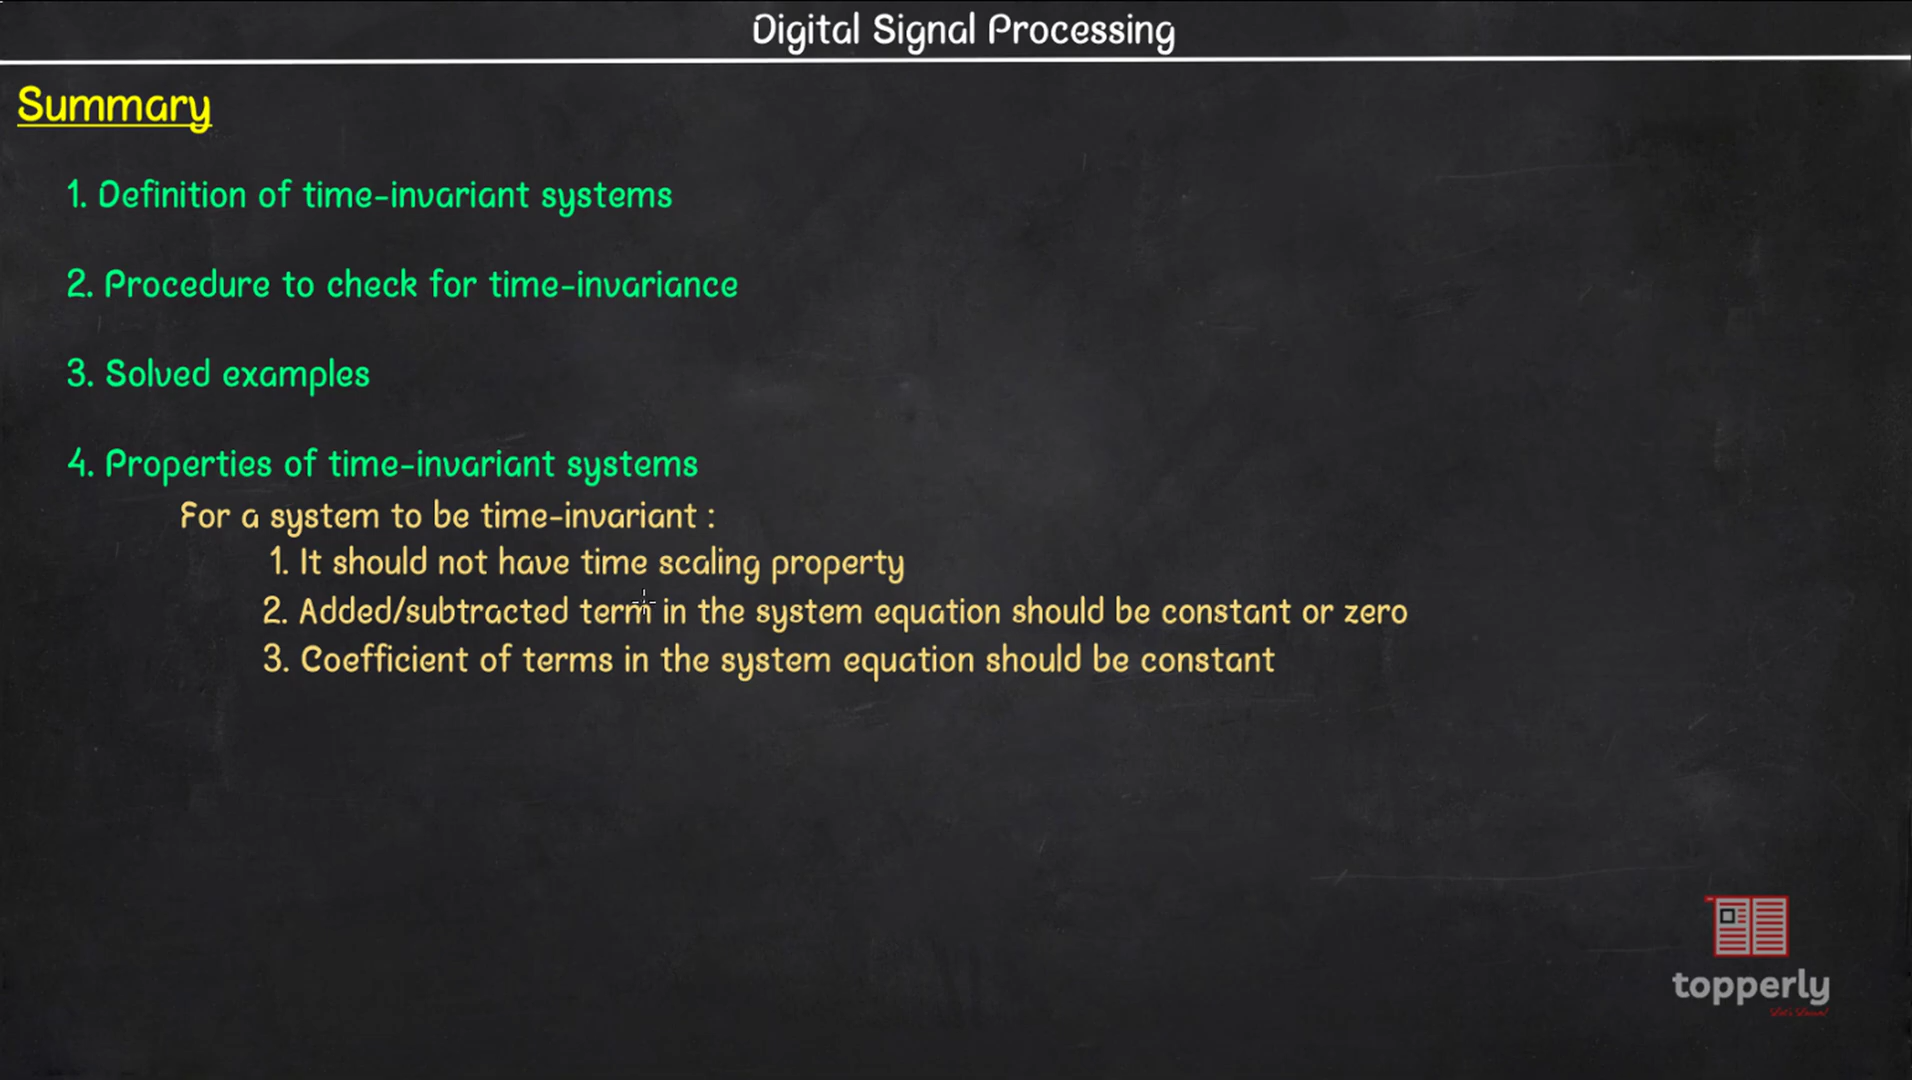 Digital Signal Processing
Summary
1. Definition of time-invariant systems
2. Procedure to check for time-invariance
3. Solved examples
4. Properties of time-invariant systems
For a system to be time-invariant :
1. It should not have time scaling property
2. Added/subtracted term in the system equation should be constant or zero
3. Coefficient of terms in the system equation should be constant
topperly
Let's Learn!